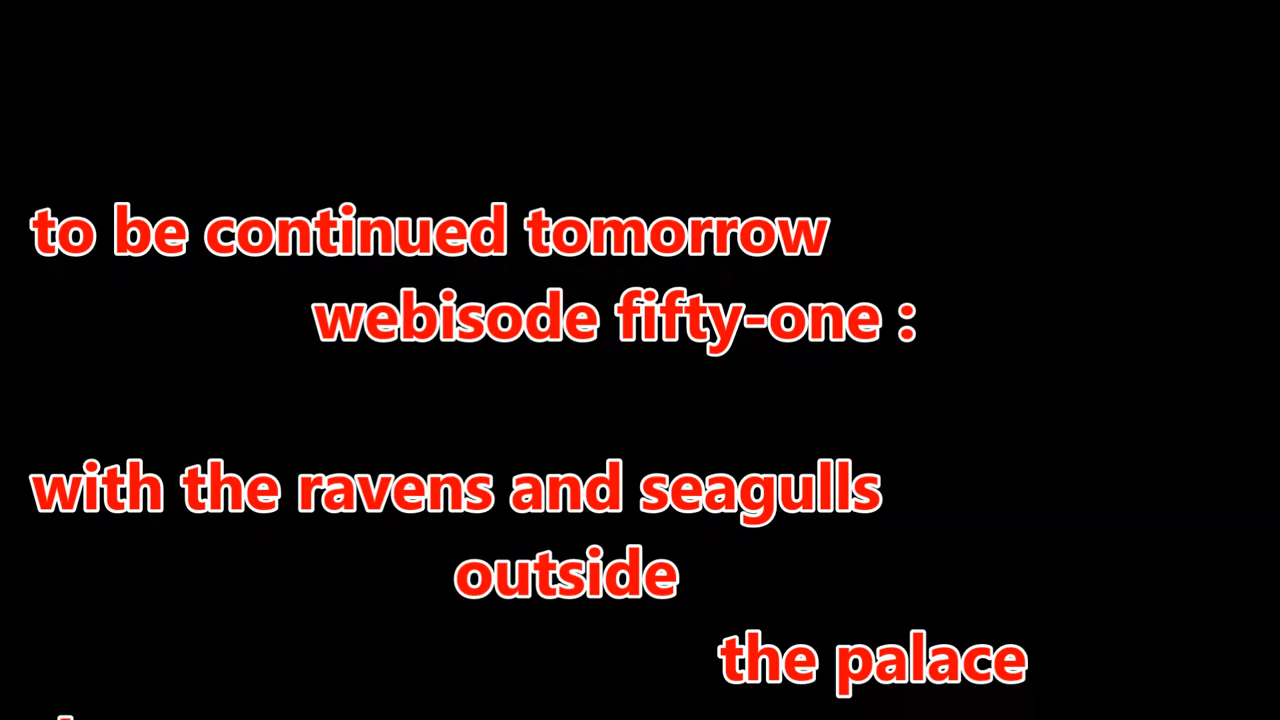 to be continued tomorrow
webisode fifty-one :
with the ravens and seagulls
outside
the palace